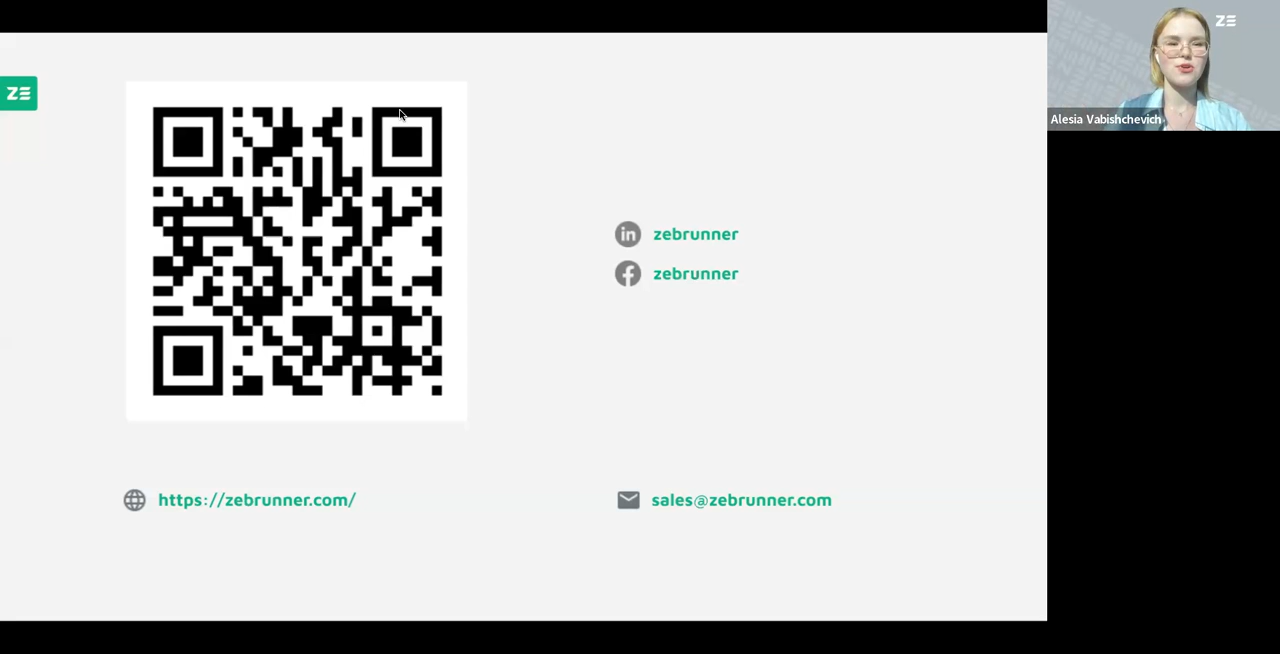 ZE
ZE
Alesia Vabishchevich
zebrunner
zebrunner
https://zebrunner.com/
sales@zebrunner.com